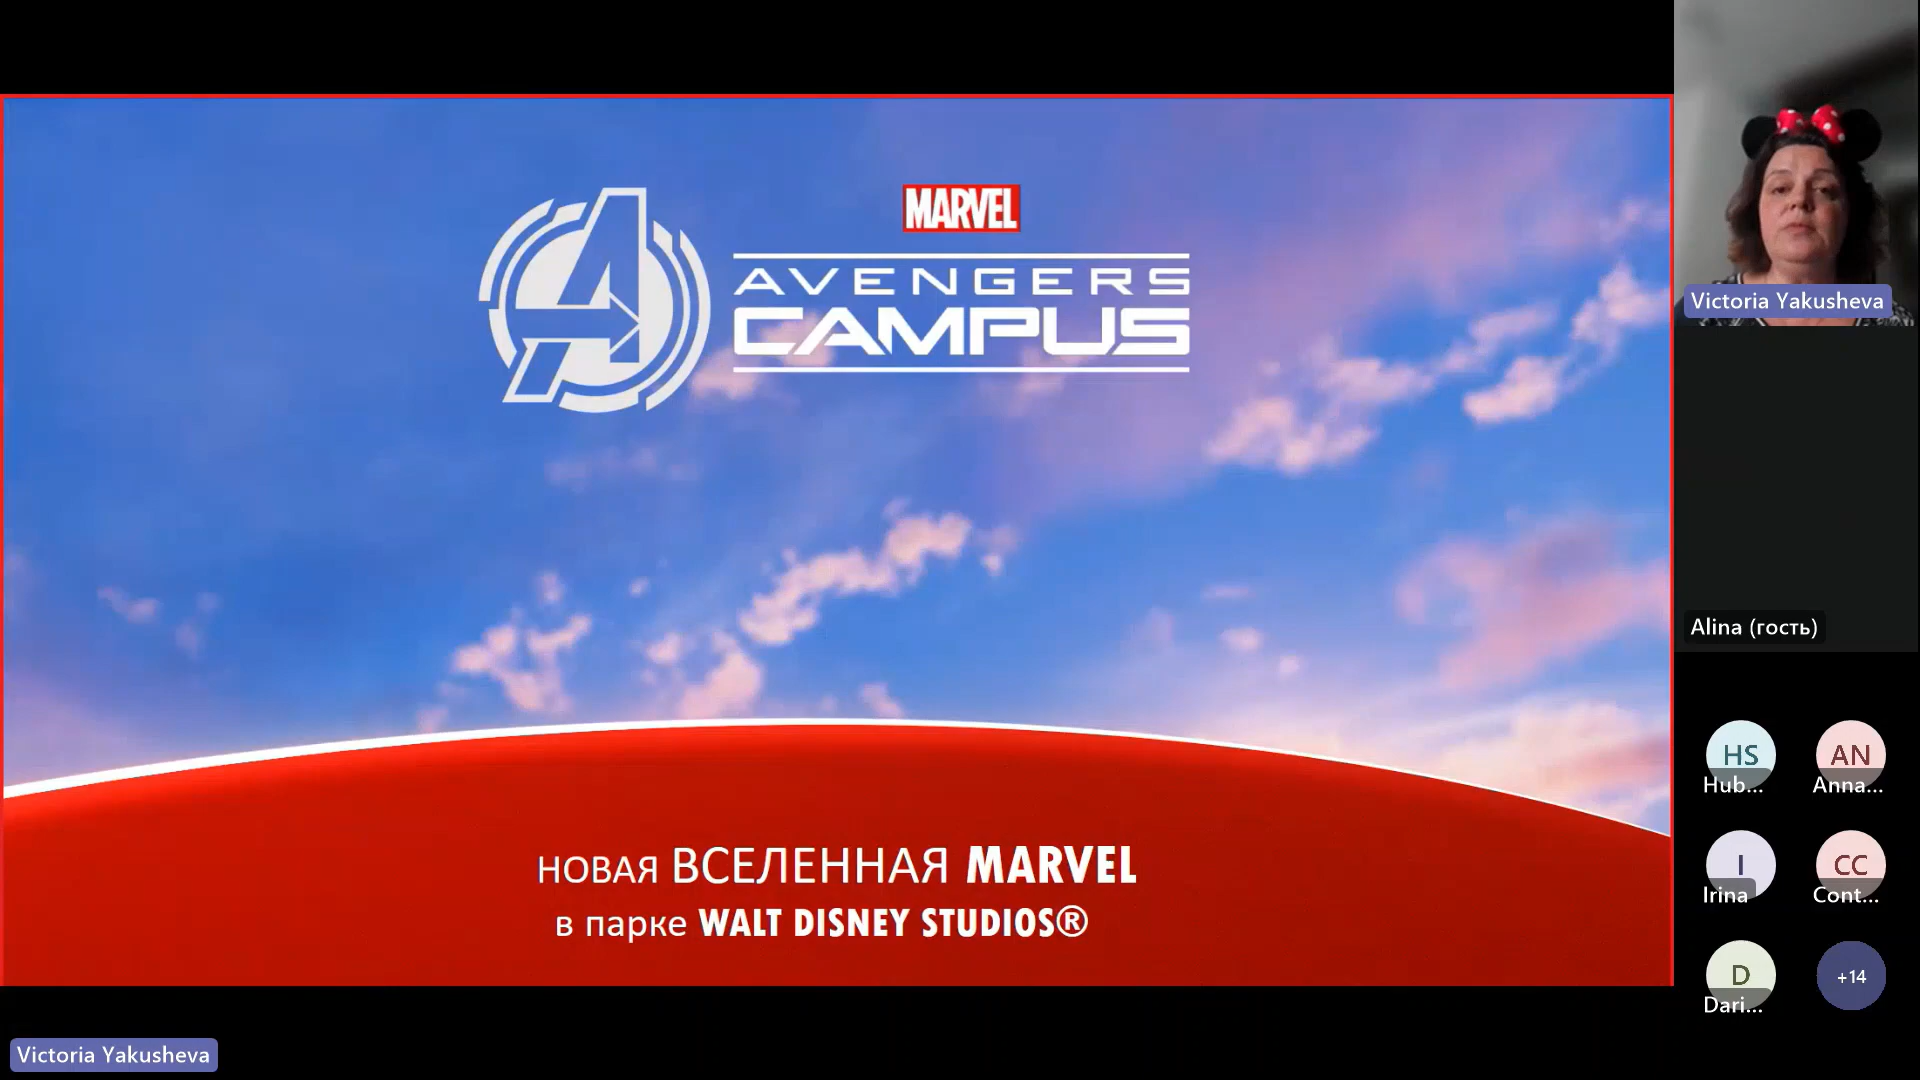 MARVEL
AVENGERS
CAMPUS
НОВАЯ ВСЕЛЕННАЯ MARVEL
в парке WALT DISNEY STUDIOS®
Victoria Yakusheva
Victoria Yakusheva
Alina (гость)
HS
Hub...
AN
Anna...
I
Irina
CC
Cont...
D
Dari...
+14